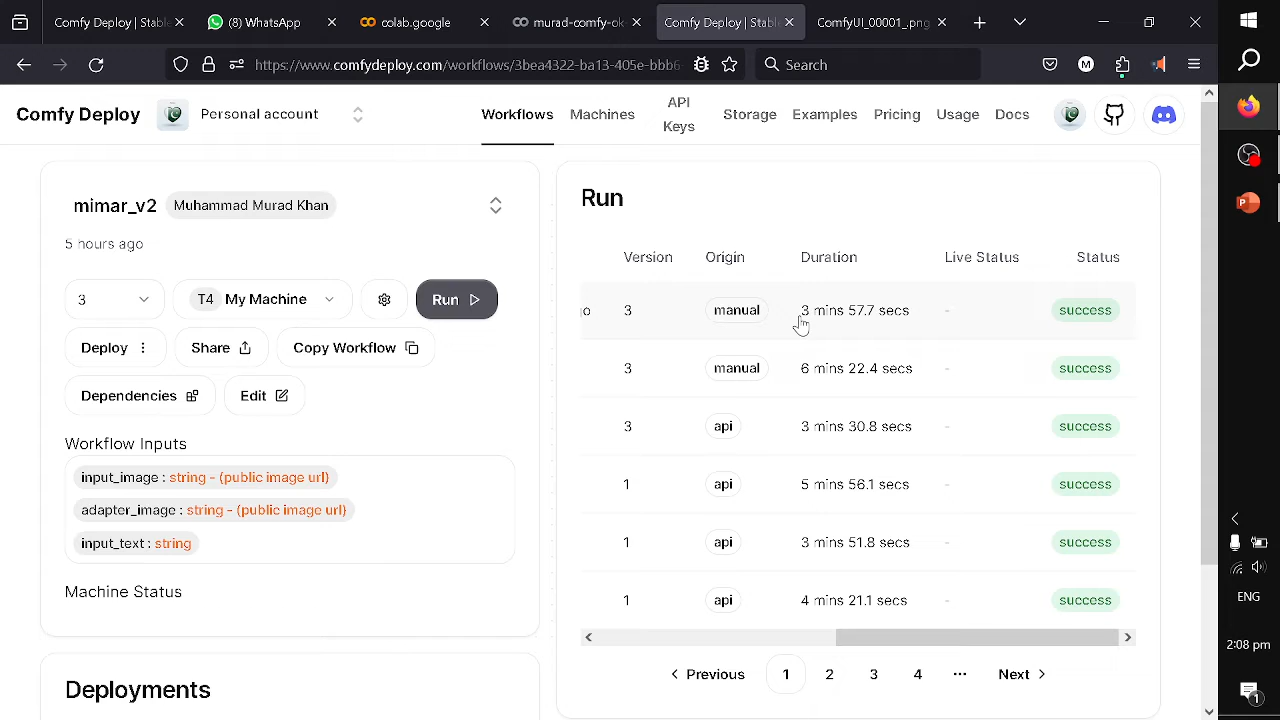 Comfy Deploy | Stable
(8) WhatsApp
colab.google
murad-comfy-ok
Comfy Deploy | Stable
ComfyUI_00001_.png
https://www.comfydeploy.com/workflows/3bea4322-ba13-405e-bbb6
Search
M
Comfy Deploy
Personal account
Workflows
Machines
API
Keys
Storage
Examples
Pricing
Usage
Docs
mimar_v2
Muhammad Murad Khan
5 hours ago
3
T4 My Machine
Run
Deploy
Share
Copy Workflow
Dependencies
Edit
Workflow Inputs
input_image : string - (public image url)
adapter_image : string - (public image url)
input_text : string
Machine Status
Deployments
Run
Version Origin Duration Live Status Status
o 3 manual 3 mins 57.7 secs - success
3 manual 6 mins 22.4 secs - success
3 api 3 mins 30.8 secs - success
1 api 5 mins 56.1 secs - success
1 api 3 mins 51.8 secs - success
1 api 4 mins 21.1 secs - success
Previous 1 2 3 4 ... Next
P
ENG
2:08 pm
1